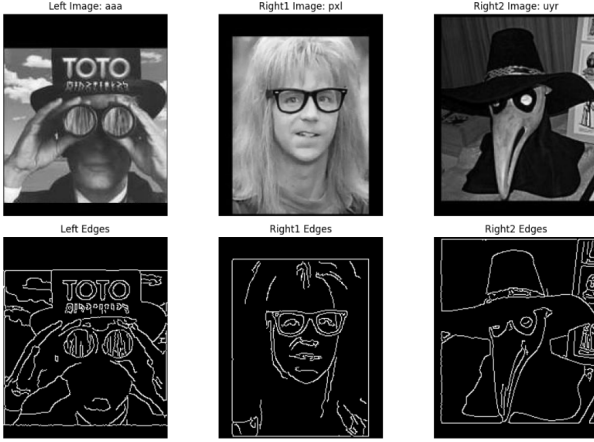 Left Image: aaa
Right1 Image: pxl
Right2 Image: uyr
TOTO
Left Edges
Right1 Edges
Right2 Edges
TOTO